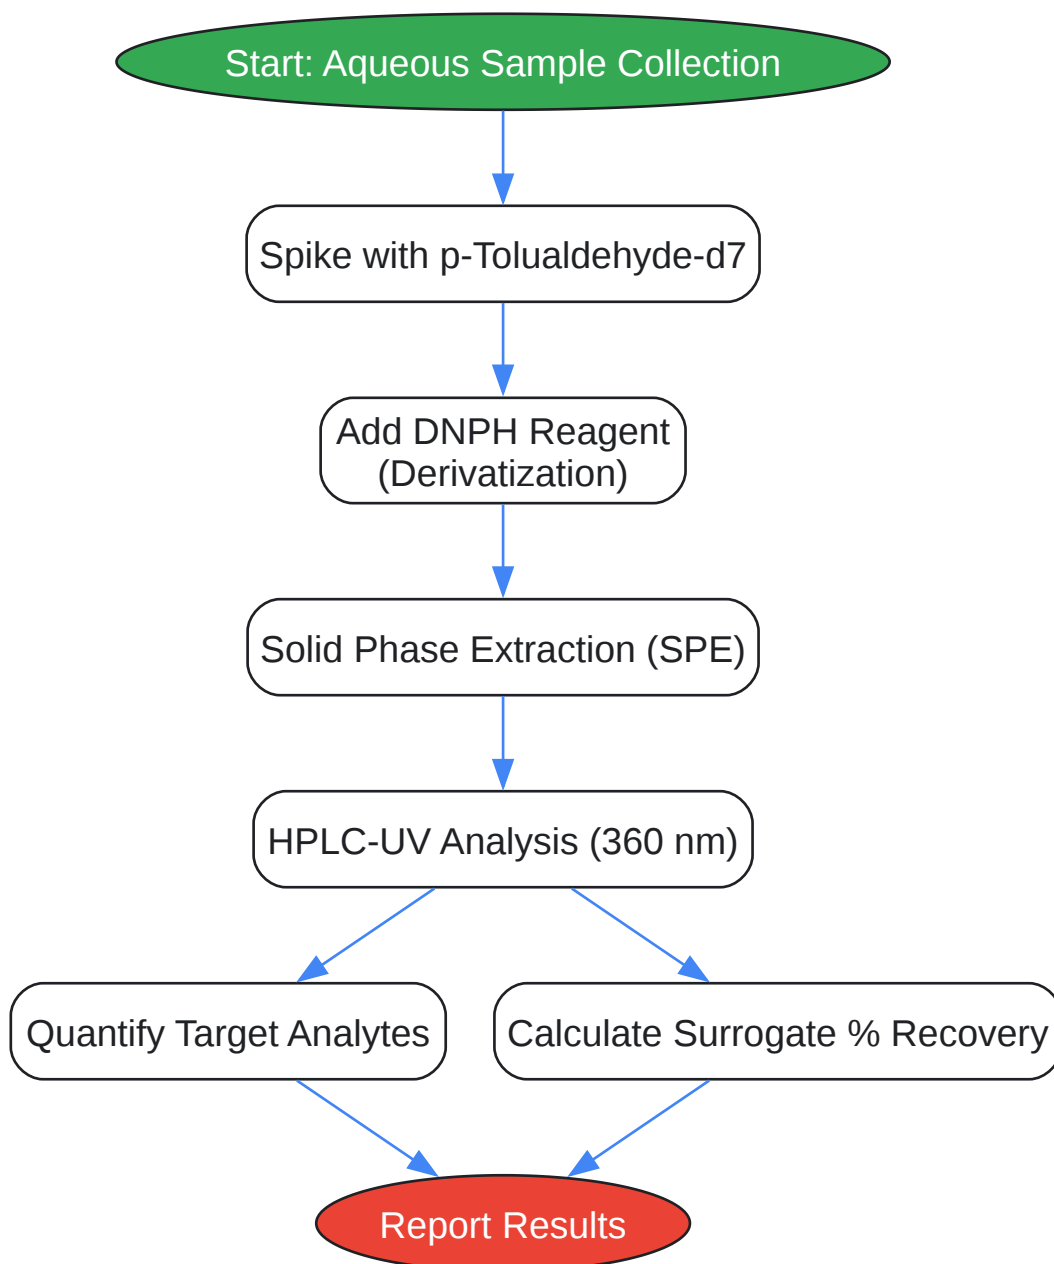 Start: Aqueous Sample Collection
Spike with p-Tolualdehyde-d7
Add DNPH Reagent
(Derivatization)
Solid Phase Extraction (SPE)
HPLC-UV Analysis (360 nm)
Quantify Target Analytes
Calculate Surrogate % Recovery
Report Results